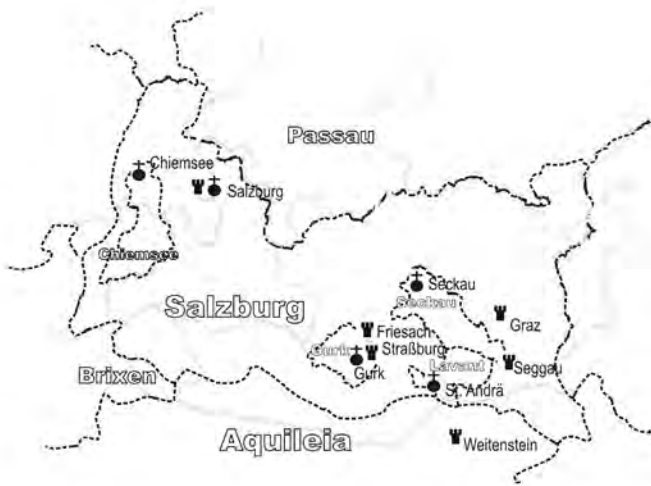 Passau
Chiemsee
Salzburg
Chiemsee
Seckau
Seckau
Salzburg
Graz
Friesach
Gurk
Straßburg
Gurk
Lavant
Seggau
Brixen
St. Andrä
Aquileia
Weitenstein